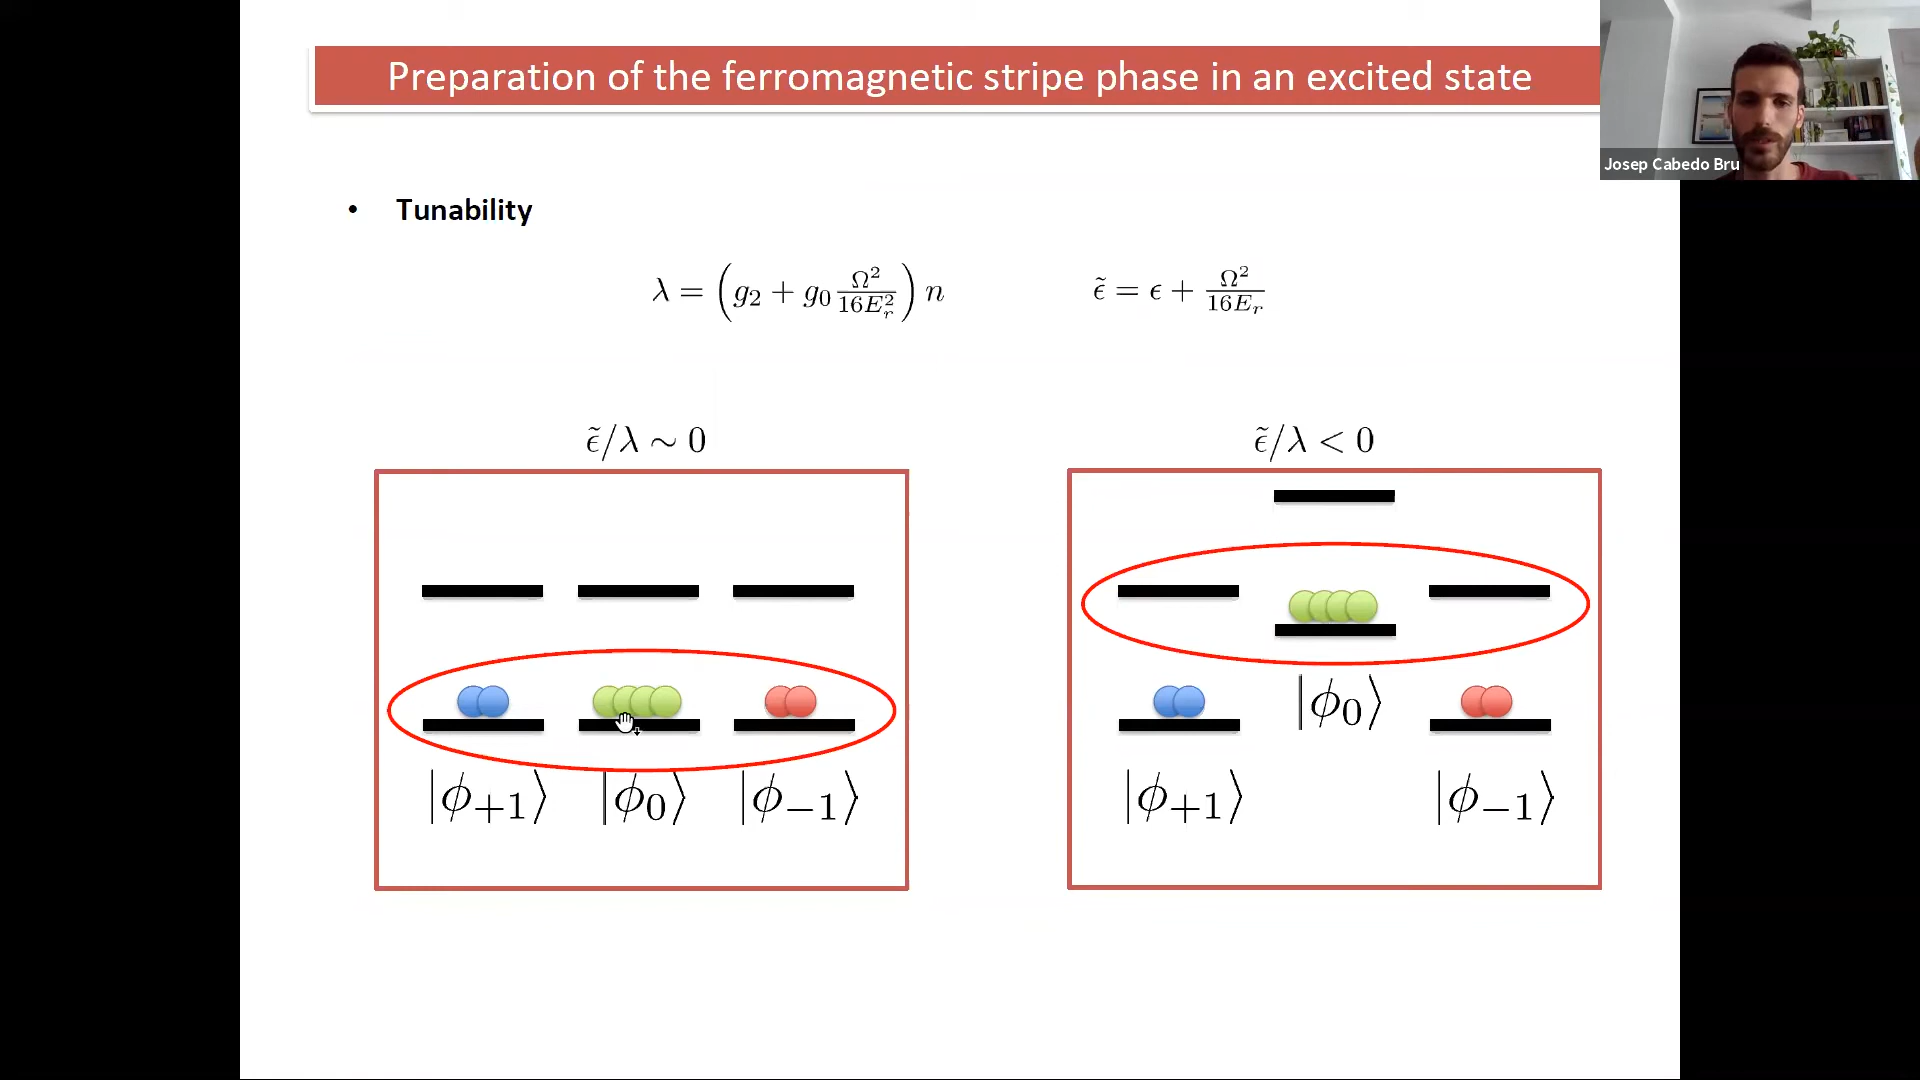 Preparation of the ferromagnetic stripe phase in an excited state
Josep Cabedo Bru
• Tunability
λ = (g₂ + g₀ Ω²/16E_r²) n
ϵ̃ = ϵ + Ω²/16E_r
ϵ̃/λ ∼ 0
ϵ̃/λ < 0
|ϕ₊₁⟩ |ϕ₀⟩ |ϕ₋₁⟩
|ϕ₀⟩
|ϕ₊₁⟩ |ϕ₋₁⟩